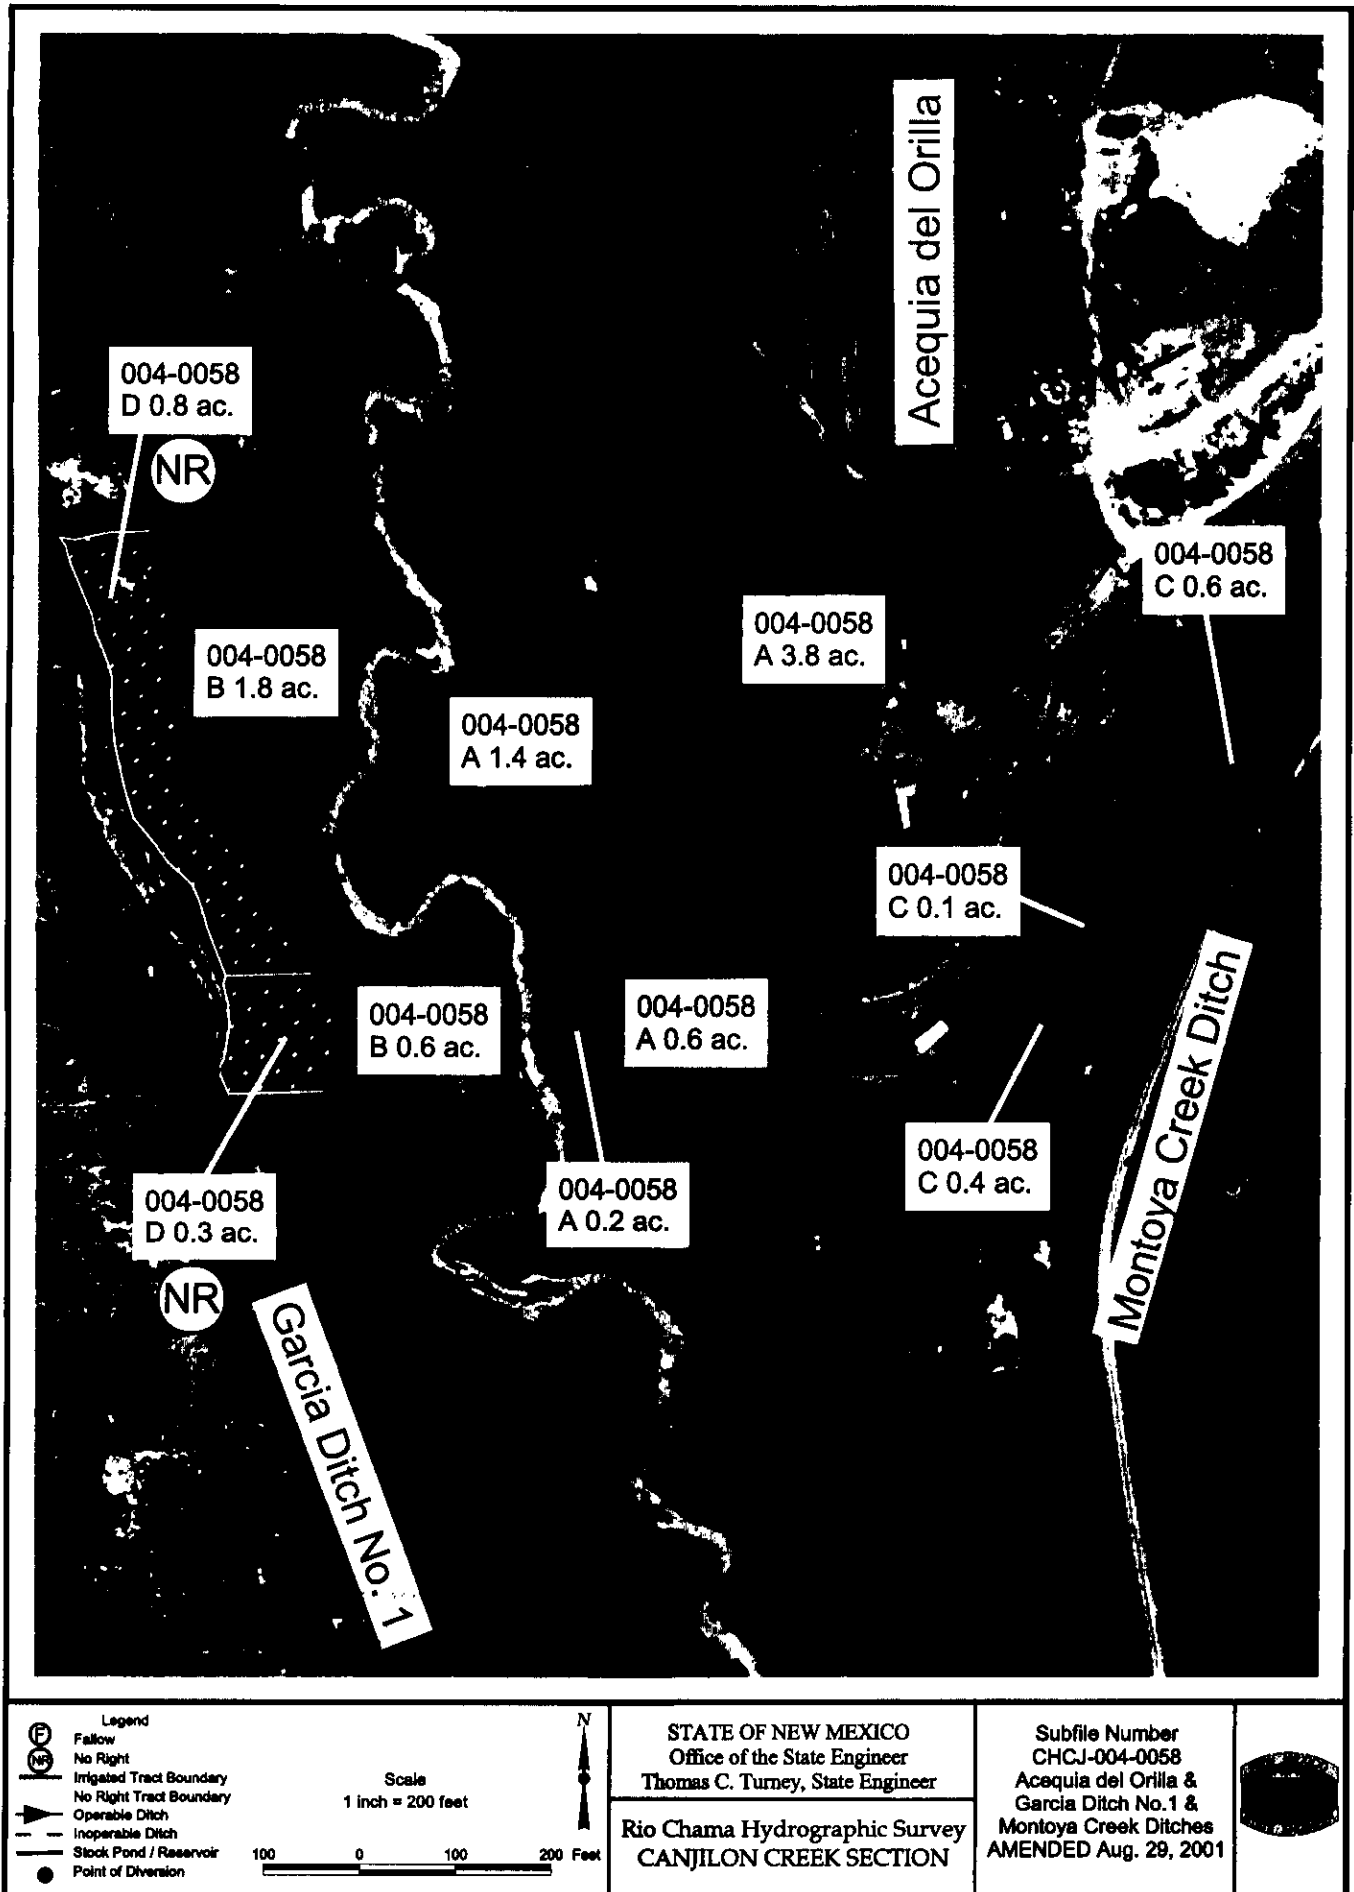 Acequia del Orilla
004-0058
D 0.8 ac.
NR
004-0058
C 0.6 ac.
004-0058
A 3.8 ac.
004-0058
B 1.8 ac.
004-0058
A 1.4 ac.
004-0058
C 0.1 ac.
Montoya Creek Ditch
004-0058
B 0.6 ac.
004-0058
A 0.6 ac.
004-0058
C 0.4 ac.
004-0058
D 0.3 ac.
004-0058
A 0.2 ac.
NR
Garcia Ditch No. 1
Legend
F Fallow
NR No Right
Irrigated Tract Boundary
No Right Tract Boundary
Operable Ditch
Inoperable Ditch
Stock Pond / Reservoir
Point of Diversion
Scale
1 inch = 200 feet
100 0 100 200 Feet
N
STATE OF NEW MEXICO
Office of the State Engineer
Thomas C. Turney, State Engineer
Rio Chama Hydrographic Survey
CANJILON CREEK SECTION
Subfile Number
CHCJ-004-0058
Acequia del Orilla &
Garcia Ditch No.1 &
Montoya Creek Ditches
AMENDED Aug. 29, 2001